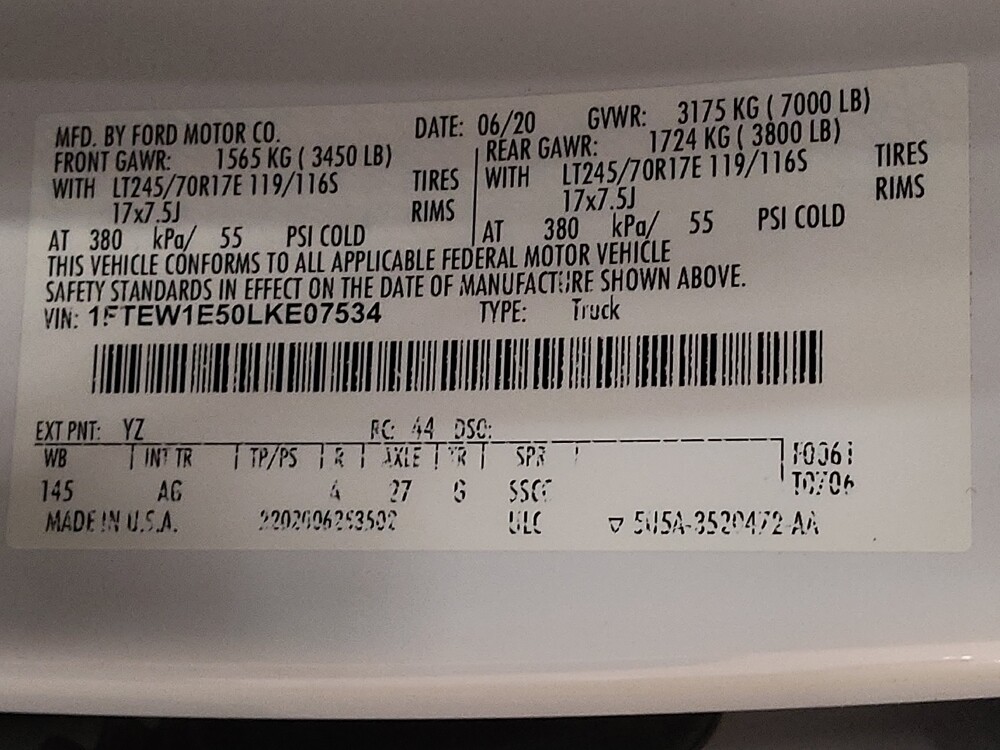 MFD. BY FORD MOTOR CO. DATE: 06/20 GVWR: 3175 KG ( 7000 LB)
FRONT GAWR: 1565 KG ( 3450 LB) REAR GAWR: 1724 KG ( 3800 LB)
WITH LT245/70R17E 119/116S TIRES WITH LT245/70R17E 119/116S TIRES
17x7.5J RIMS 17x7.5J RIMS
AT 380 kPa/ 55 PSI COLD AT 380 kPa/ 55 PSI COLD
THIS VEHICLE CONFORMS TO ALL APPLICABLE FEDERAL MOTOR VEHICLE
SAFETY STANDARDS IN EFFECT ON THE DATE OF MANUFACTURE SHOWN ABOVE.
VIN: 1FTEW1E50LKE07534 TYPE: Truck
EXT PNT: YZ RC: 44 DSO:
WB INT TR TP/PS R AXLE TR SPR
145 AG 27
MADE IN U.S.A. ULC